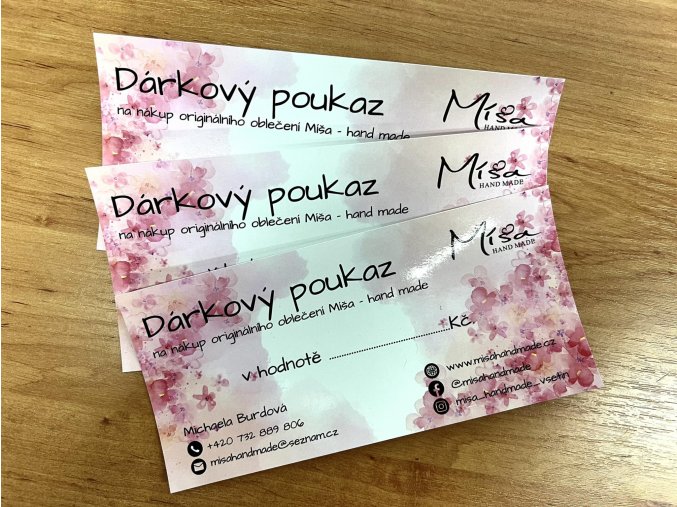 Dárkový poukaz
na nákup originálního oblečení Míša - hand made
Míša
HAND MADE
Dárkový poukaz
na nákup originálního oblečení Míša - hand made
Míša
HAND MADE
Dárkový poukaz
na nákup originálního oblečení Míša - hand made
Míša
HAND MADE
v hodnotě ........................................Kč.
www.misahandmade.cz
@misahandmade
misa_handmade_vsetin
Michaela Burdová
+420 732 889 806
misahandmade@seznam.cz